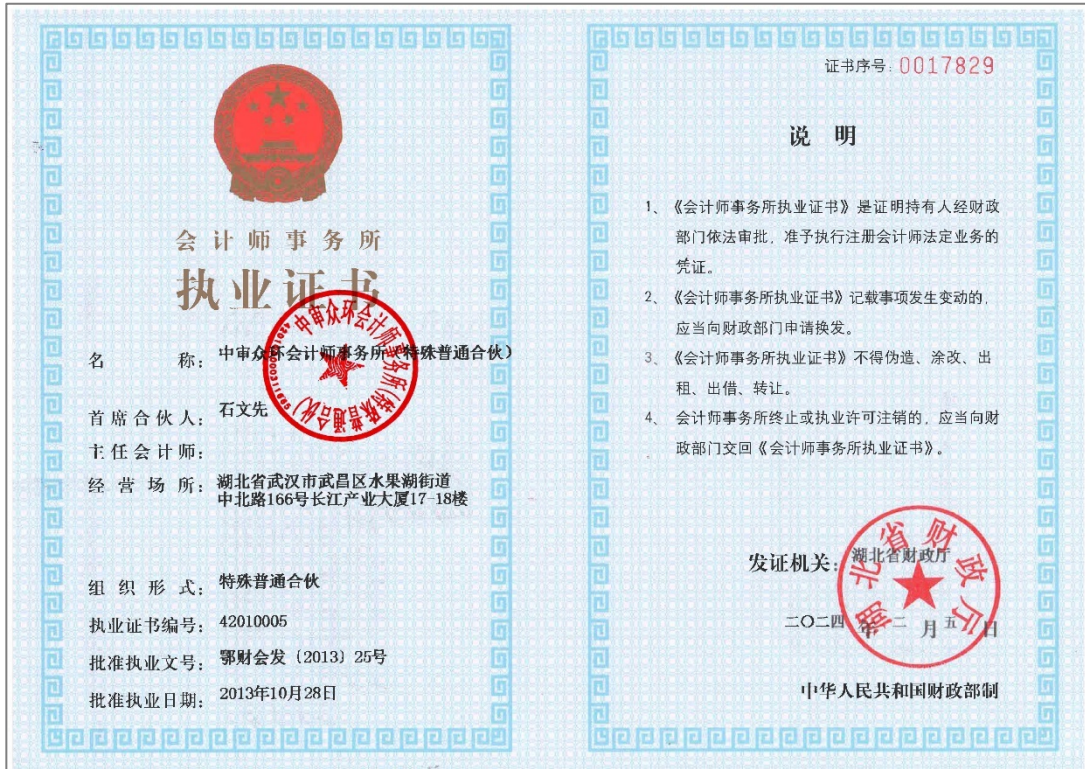 会计师事务所
执业证书
名称：中审众环会计师事务所（特殊普通合伙）
中审众环会计师事务所(特殊普通合伙)
首席合伙人：石文先
主任会计师：
经营场所：湖北省武汉市武昌区水果湖街道
中北路166号长江产业大厦17-18楼
组织形式：特殊普通合伙
执业证书编号：42010005
批准执业文号：鄂财会发〔2013〕25号
批准执业日期：2013年10月28日
证书序号：0017829
说明
1、《会计师事务所执业证书》是证明持有人经财政
部门依法审批，准予执行注册会计师法定业务的
凭证。
2、《会计师事务所执业证书》记载事项发生变动的，
应当向财政部门申请换发。
3、《会计师事务所执业证书》不得伪造、涂改、出
租、出借、转让。
4、会计师事务所终止或执业许可注销的，应当向财
政部门交回《会计师事务所执业证书》。
发证机关：湖北省财政厅
湖北省财政厅
二〇二四年二月五日
中华人民共和国财政部制